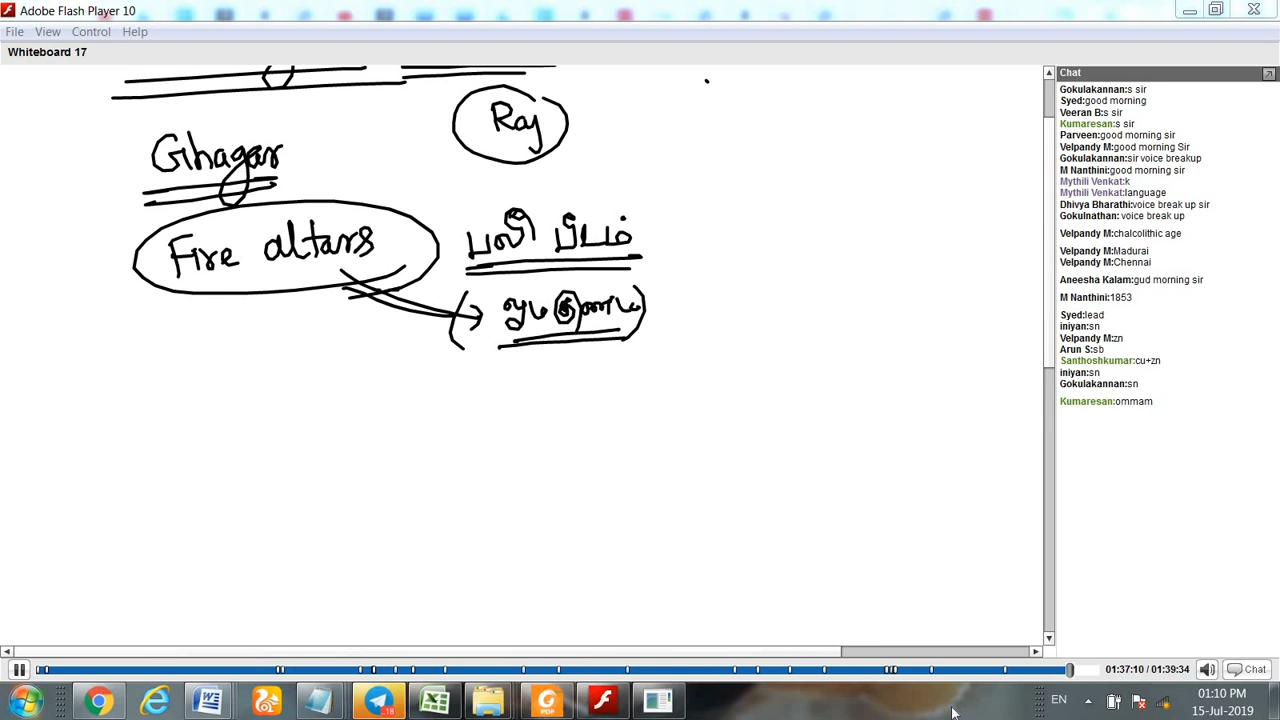 Adobe Flash Player 10
File View Control Help
Whiteboard 17
Raj
Ghagar
Fire altars
பலி பீடம்
Chat
Gokulakannan:s sir
Syed:good morning
Veeran B:s sir
Kumaresan:s sir
Parveen:good morning sir
Velpandy M:good morning Sir
Gokulakannan:sir voice breakup
M Nanthini:good morning sir
Mythili Venkat:k
Mythili Venkat:language
Dhivya Bharathi:voice break up sir
Gokulnathan: voice break up
Velpandy M:chalcolithic age
Velpandy M:Madurai
Velpandy M:Chennai
Aneesha Kalam:gud morning sir
M Nanthini:1853
Syed:lead
iniyan:sn
Velpandy M:zn
Arun S:sb
Santhoshkumar:cu+zn
iniyan:sn
Gokulakannan:sn
Kumaresan:ommam
01:37:10 / 01:39:34 Chat
EN 01:10 PM
15-Jul-2019